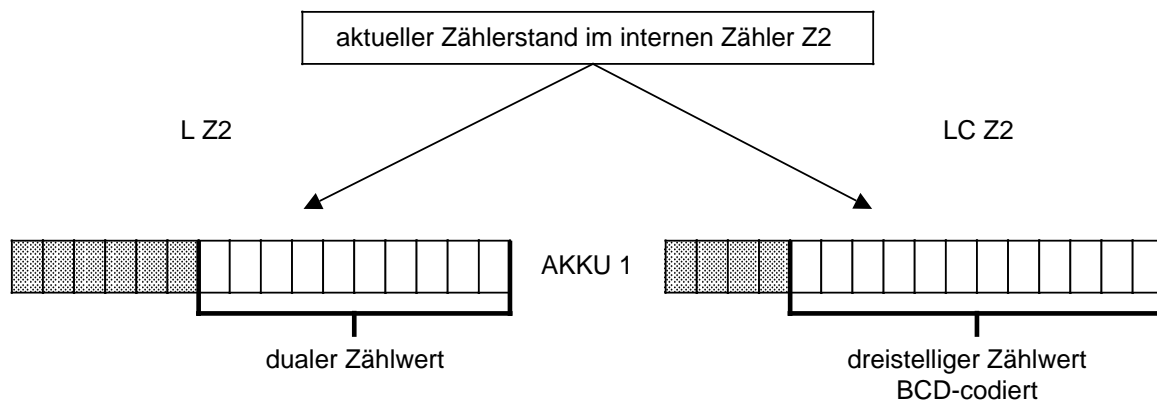 aktueller Zählerstand im internen Zähler Z2
L Z2
LC Z2
AKKU 1
dualer Zählwert
dreistelliger Zählwert
BCD-codiert